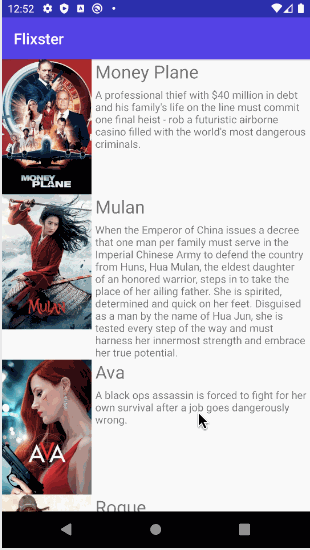 12:52
Flixster
Money Plane
A professional thief with $40 million in debt
and his family's life on the line must commit
one final heist - rob a futuristic airborne
casino filled with the world's most dangerous
criminals.
MONEY
PLANE
Mulan
When the Emperor of China issues a decree
that one man per family must serve in the
Imperial Chinese Army to defend the country
from Huns, Hua Mulan, the eldest daughter
of an honored warrior, steps in to take the
place of her ailing father. She is spirited,
determined and quick on her feet. Disguised
as a man by the name of Hua Jun, she is
tested every step of the way and must
harness her innermost strength and embrace
her true potential.
MULAN
Ava
A black ops assassin is forced to fight for her
own survival after a job goes dangerously
wrong.
AVA
Rogue